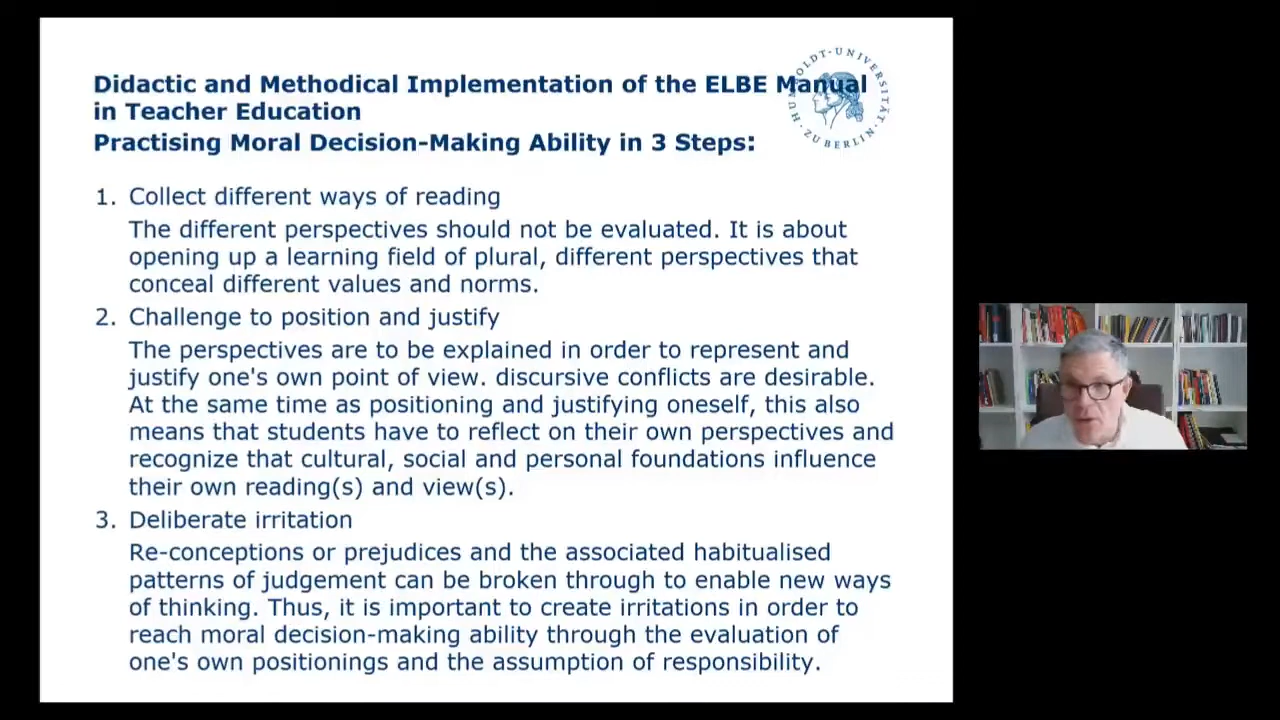 Didactic and Methodical Implementation of the ELBE Manual
in Teacher Education
Practising Moral Decision-Making Ability in 3 Steps:
HUMBOLDT-UNIVERSITÄT · ZU BERLIN ·
1. Collect different ways of reading
The different perspectives should not be evaluated. It is about
opening up a learning field of plural, different perspectives that
conceal different values and norms.
2. Challenge to position and justify
The perspectives are to be explained in order to represent and
justify one's own point of view. discursive conflicts are desirable.
At the same time as positioning and justifying oneself, this also
means that students have to reflect on their own perspectives and
recognize that cultural, social and personal foundations influence
their own reading(s) and view(s).
3. Deliberate irritation
Re-conceptions or prejudices and the associated habitualised
patterns of judgement can be broken through to enable new ways
of thinking. Thus, it is important to create irritations in order to
reach moral decision-making ability through the evaluation of
one's own positionings and the assumption of responsibility.